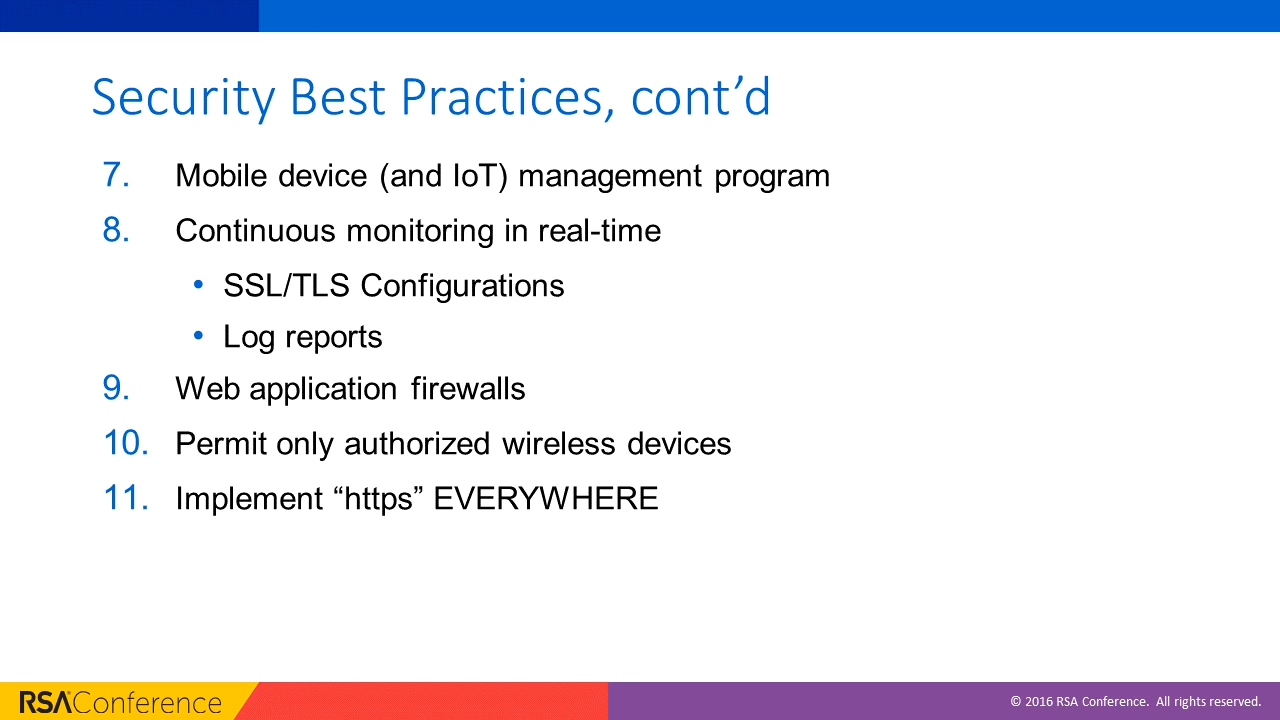 Security Best Practices, cont’d
7. Mobile device (and IoT) management program
8. Continuous monitoring in real-time
• SSL/TLS Configurations
• Log reports
9. Web application firewalls
10. Permit only authorized wireless devices
11. Implement “https” EVERYWHERE
RSAConference
© 2016 RSA Conference. All rights reserved.